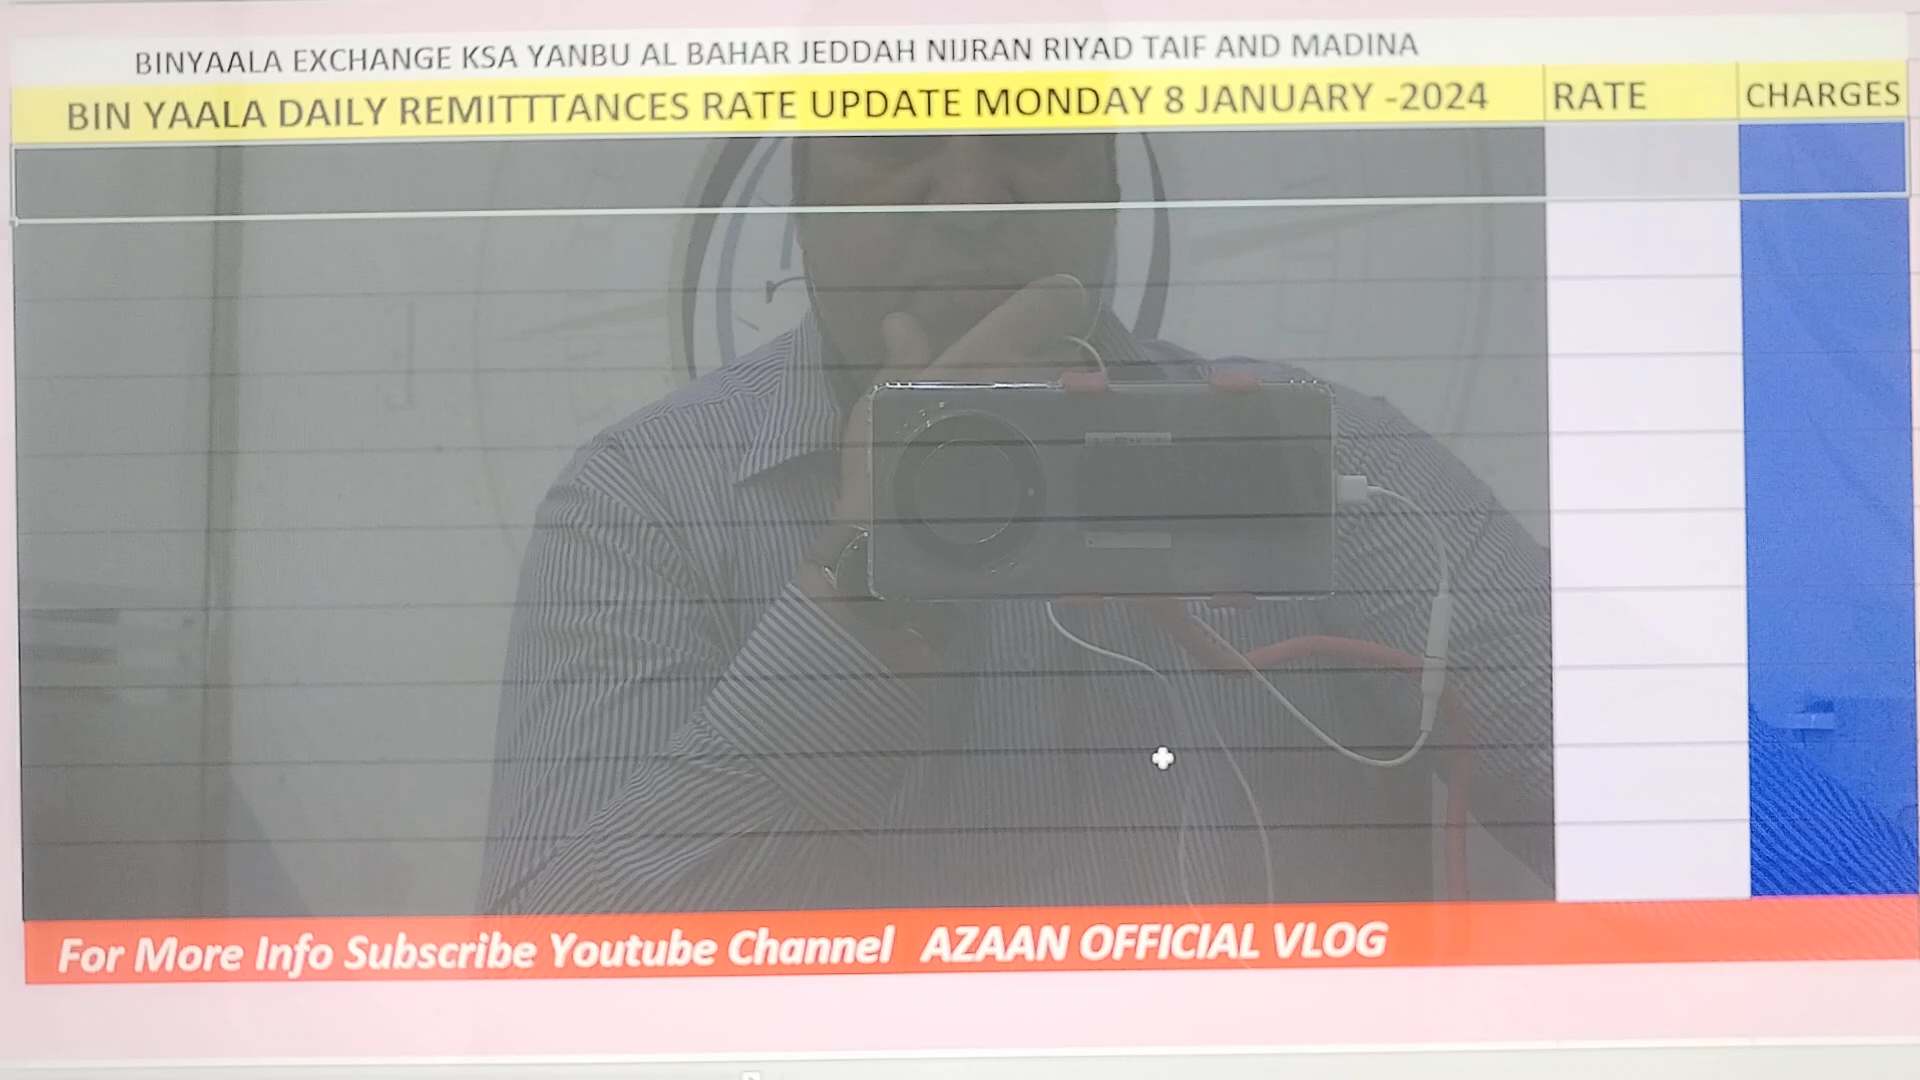 BINYAALA EXCHANGE KSA YANBU AL BAHAR JEDDAH NIJRAN RIYAD TAIF AND MADINA
BIN YAALA DAILY REMITTTANCES RATE UPDATE MONDAY 8 JANUARY -2024 RATE CHARGES
For More Info Subscribe Youtube Channel AZAAN OFFICIAL VLOG